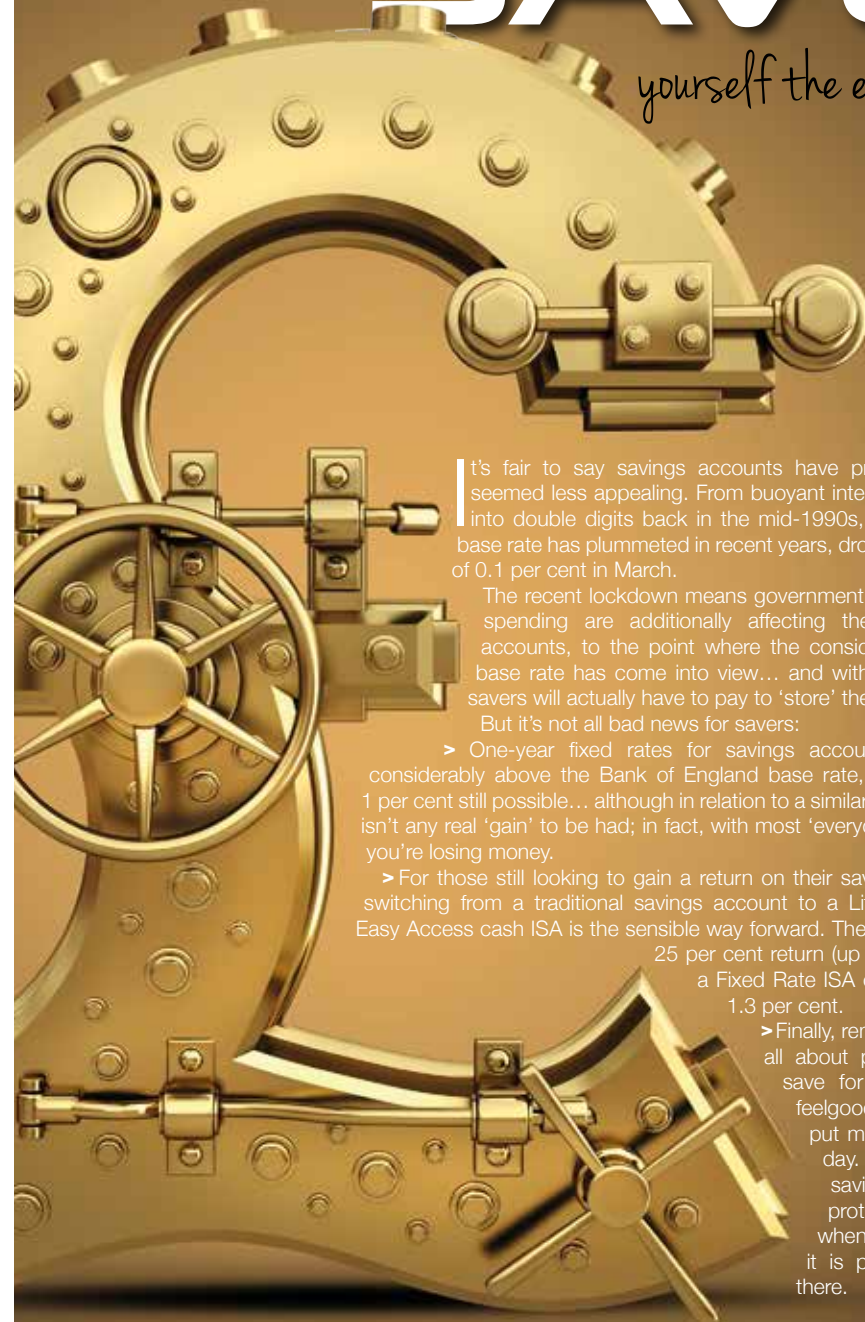 yourself the e
It's fair to say savings accounts have pr
seemed less appealing. From buoyant inte
into double digits back in the mid-1990s,
base rate has plummeted in recent years, dro
of 0.1 per cent in March.
The recent lockdown means government
spending are additionally affecting the
accounts, to the point where the consid
base rate has come into view… and with
savers will actually have to pay to ‘store’ the
But it’s not all bad news for savers:
> One-year fixed rates for savings accou
considerably above the Bank of England base rate,
1 per cent still possible… although in relation to a similar
isn’t any real ‘gain’ to be had; in fact, with most ‘everye
you’re losing money.
> For those still looking to gain a return on their sav
switching from a traditional savings account to a Li
Easy Access cash ISA is the sensible way forward. The
25 per cent return (up
a Fixed Rate ISA
1.3 per cent.
> Finally, rer
all about p
save for
feelgood
put m
day.
savi
prot
when
it is p
there.